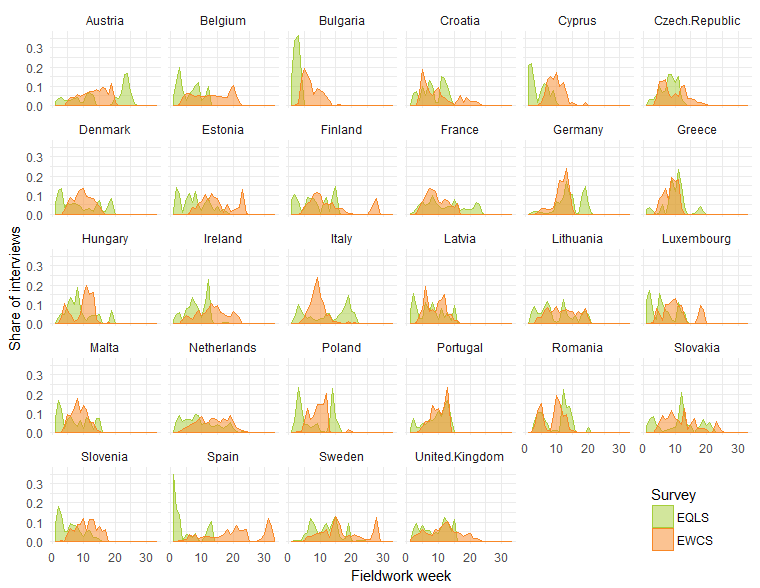 Austria Belgium Bulgaria Croatia Cyprus Czech.Republic
0.3
0.2
0.1
0.0
Denmark Estonia Finland France Germany Greece
0.3
0.2
0.1
0.0
Hungary Ireland Italy Latvia Lithuania Luxembourg
0.3
0.2
0.1
0.0
Malta Netherlands Poland Portugal Romania Slovakia
0.3
0.2
0.1
0.0
0 10 20 30 0 10 20 30
Slovenia Spain Sweden United.Kingdom
0.3
0.2
0.1
0.0
0 10 20 30 0 10 20 30 0 10 20 30 0 10 20 30
Share of interviews
Fieldwork week
Survey
EQLS
EWCS